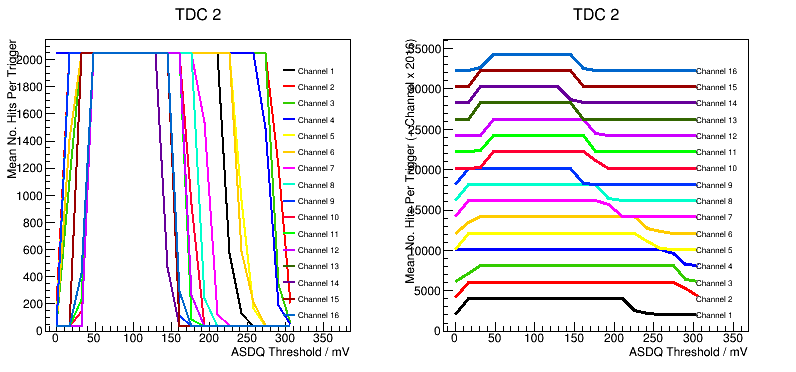 TDC 2
Mean No. Hits Per Trigger
2000
1800
1600
1400
1200
1000
800
600
400
200
0
0 50 100 150 200 250 300 350
ASDQ Threshold / mV
Channel 1
Channel 2
Channel 3
Channel 4
Channel 5
Channel 6
Channel 7
Channel 8
Channel 9
Channel 10
Channel 11
Channel 12
Channel 13
Channel 14
Channel 15
Channel 16
TDC 2
Mean No. Hits Per Trigger (+Channel x 2016)
35000
30000
25000
20000
15000
10000
5000
0
0 50 100 150 200 250 300 350
ASDQ Threshold / mV
Channel 16
Channel 15
Channel 14
Channel 13
Channel 12
Channel 11
Channel 10
Channel 9
Channel 8
Channel 7
Channel 6
Channel 5
Channel 4
Channel 3
Channel 2
Channel 1